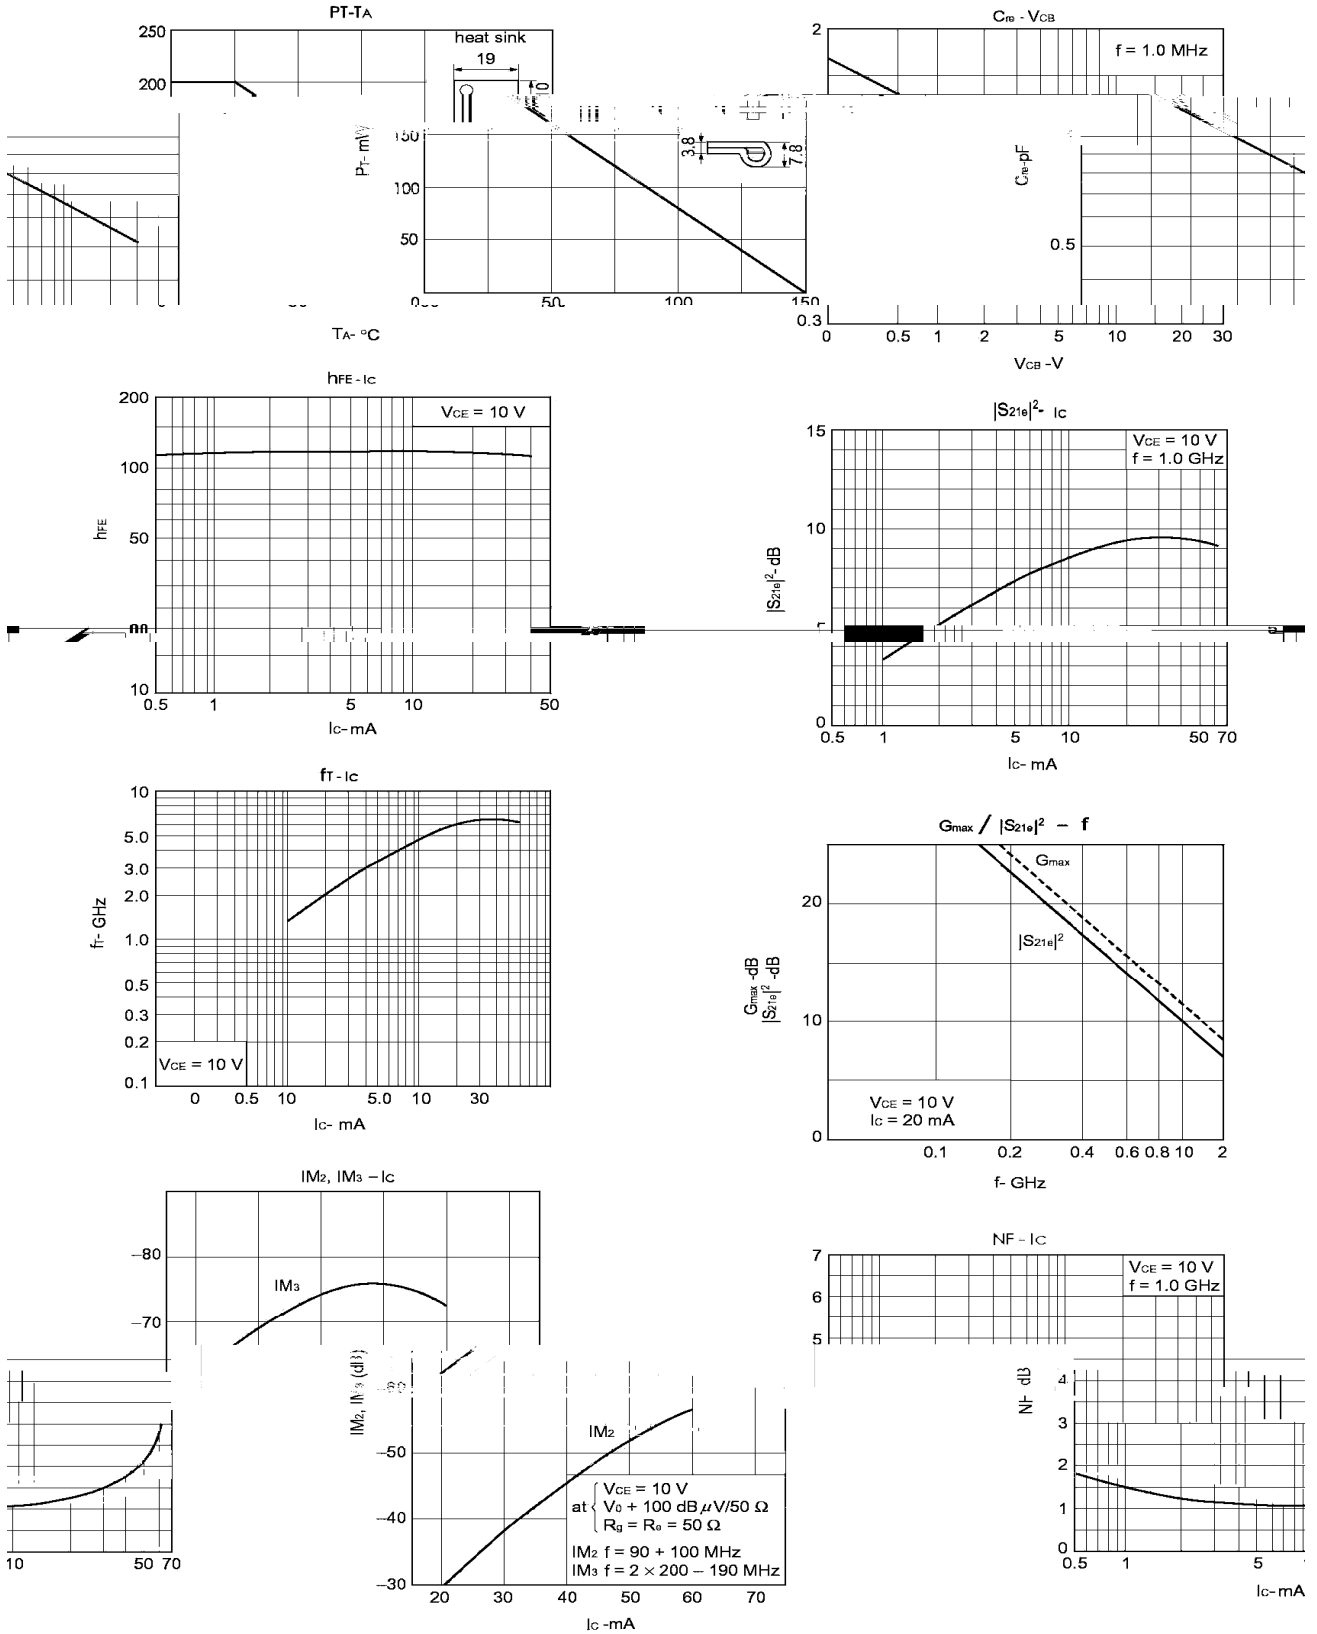 PT-TA
250
200
heat sink
19
10
PT- mW
150
100
50
3.8
7.8
50
100
150
TA- °C
Cre - VCB
2
f = 1.0 MHz
Cre-pF
0.5
0.3
0 0.5 1 2 5 10 20 30
VCB -V
hFE - IC
200
VCE = 10 V
100
hFE
50
10
0.5 1 5 10 50
IC- mA
|S21e|²- IC
15
VCE = 10 V
f = 1.0 GHz
10
|S21e|²- dB
0
0.5 1 5 10 50 70
IC- mA
fT - IC
10
5.0
3.0
2.0
fT- GHz
1.0
0.5
0.3
0.2
VCE = 10 V
0.1
0 0.5 10 5.0 10 30
IC- mA
Gmax / |S21e|² – f
Gmax
20
|S21e|²
Gmax -dB
|S21e|² -dB
10
VCE = 10 V
IC = 20 mA
0
0.1 0.2 0.4 0.6 0.8 10 2
f- GHz
IM2, IM3 – IC
–80
IM3
–70
IM2, IM3 (dB)
–60
IM2
–50
VCE = 10 V
at V0 + 100 dB μV/50 Ω
Rg = Re = 50 Ω
–40
IM2 f = 90 + 100 MHz
IM3 f = 2 × 200 – 190 MHz
–30
20 30 40 50 60 70
IC -mA
NF - IC
7
VCE = 10 V
f = 1.0 GHz
6
5
NF- dB
4
3
2
1
0
0.5 1 5
IC- mA
10 50 70